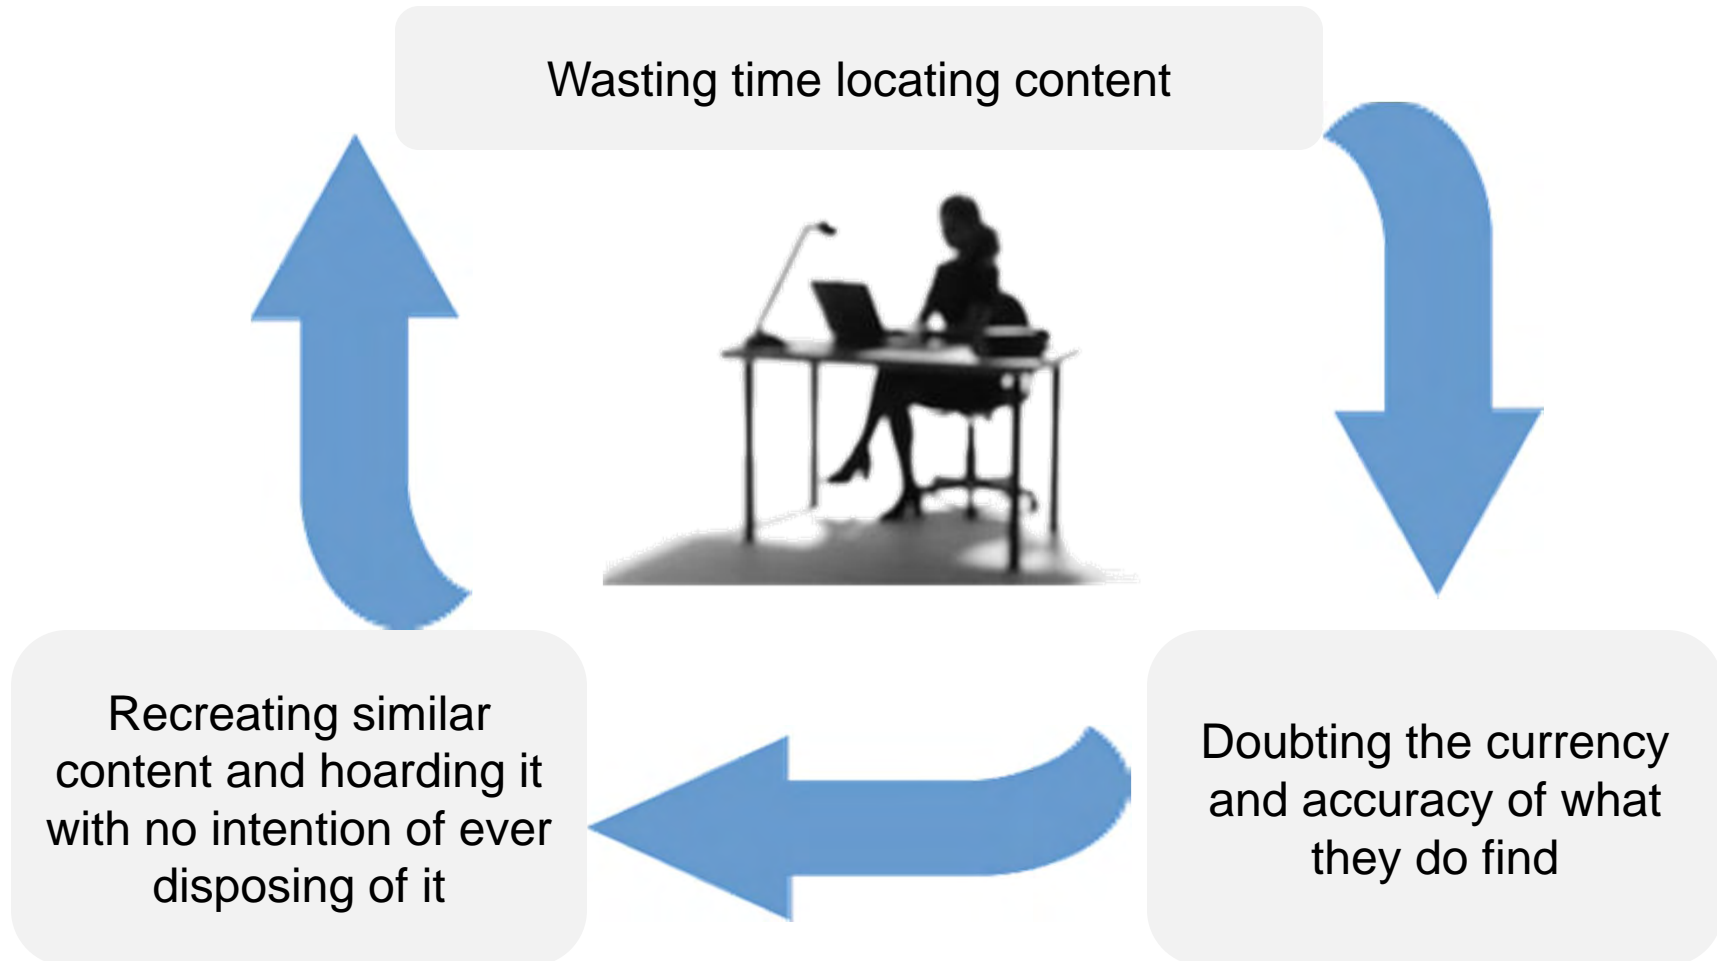 Wasting time locating content
Recreating similar
content and hoarding it
with no intention of ever
disposing of it
Doubting the currency
and accuracy of what
they do find